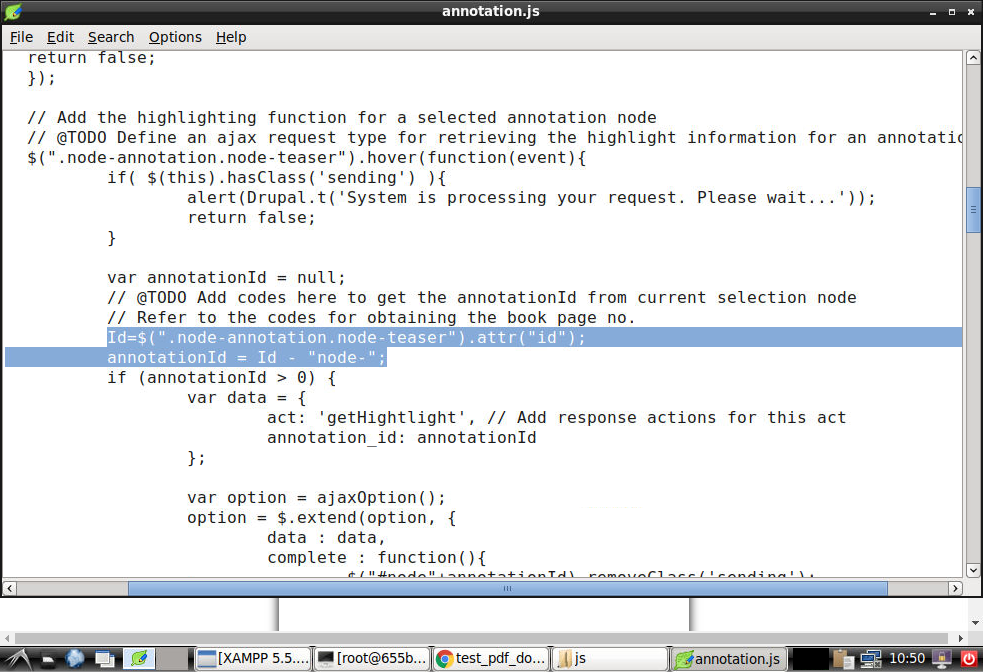 annotation.js
File Edit Search Options Help
return false;
});
// Add the highlighting function for a selected annotation node
// @TODO Define an ajax request type for retrieving the highlight information for an annotatio
$(".node-annotation.node-teaser").hover(function(event){
if( $(this).hasClass('sending') ){
alert(Drupal.t('System is processing your request. Please wait...'));
return false;
}
var annotationId = null;
// @TODO Add codes here to get the annotationId from current selection node
// Refer to the codes for obtaining the book page no.
Id=$(".node-annotation.node-teaser").attr("id");
annotationId = Id - "node-";
if (annotationId > 0) {
var data = {
act: 'getHightlight', // Add response actions for this act
annotation_id: annotationId
};
var option = ajaxOption();
option = $.extend(option, {
data : data,
complete : function(){
$("#node"+annotationId).removeClass('sending');
[XAMPP 5.5.... [root@655b... test_pdf_do... js annotation.js 10:50